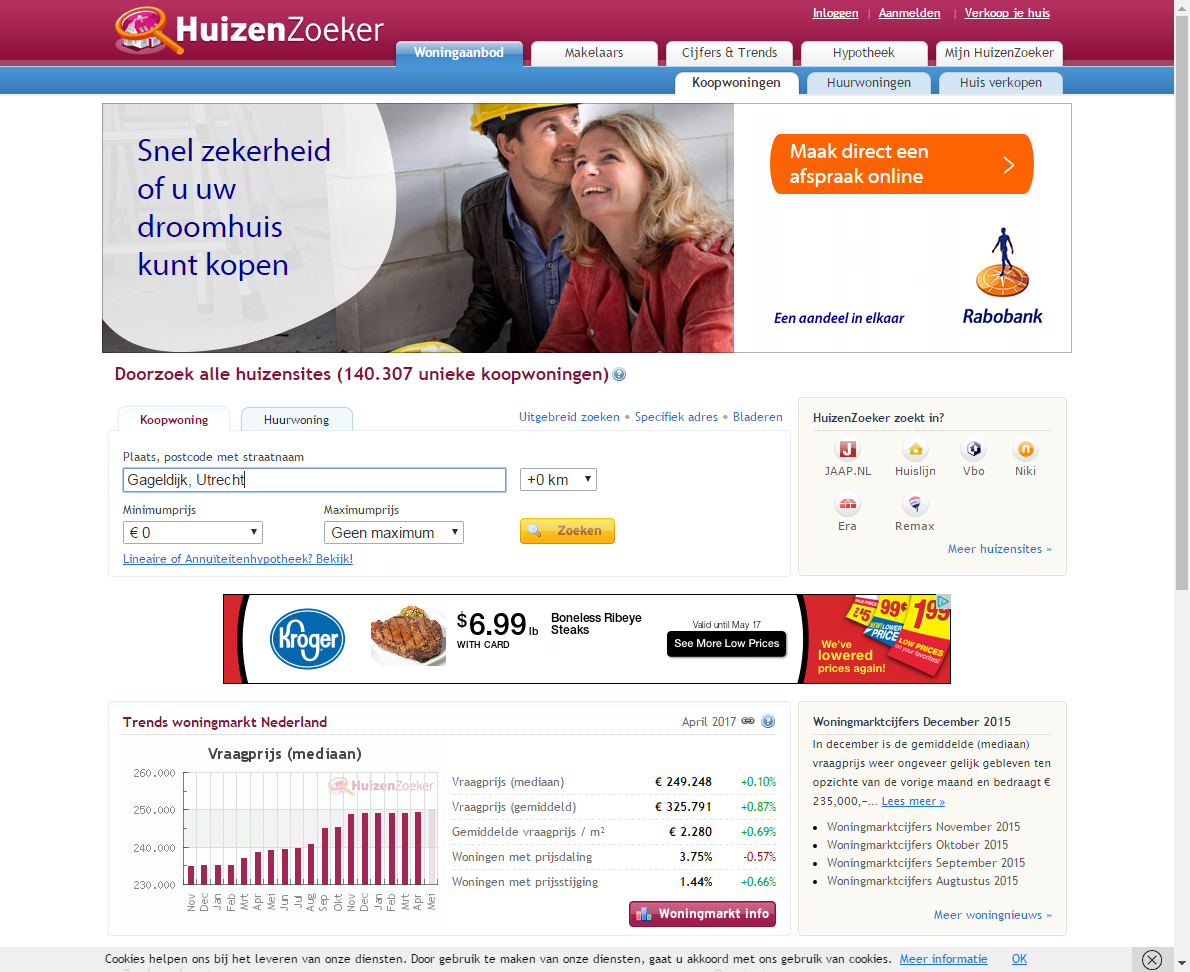 HuizenZoeker
Inloggen | Aanmelden | Verkoop je huis
Woningaanbod Makelaars Cijfers & Trends Hypotheek Mijn HuizenZoeker
Koopwoningen Huurwoningen Huis verkopen
Snel zekerheid
of u uw
droomhuis
kunt kopen
Maak direct een
afspraak online
Een aandeel in elkaar
Rabobank
Doorzoek alle huizensites (140.307 unieke koopwoningen)
Koopwoning Huurwoning
Uitgebreid zoeken • Specifiek adres • Bladeren
Plaats, postcode met straatnaam
Gageldijk, Utrecht +0 km
Minimumprijs Maximumprijs
€ 0 Geen maximum Zoeken
Lineaire of Annuïteitenhypotheek? Bekijk!
HuizenZoeker zoekt in?
JAAP.NL Huislijn Vbo Niki
Era Remax
Meer huizensites »
Kroger
$6.99 lb
WITH CARD
Boneless Ribeye
Steaks
Valid until May 17
See More Low Prices
We've
lowered
prices again!
$5
99¢
1.99
NEW! LOWER
PRICE
LOW PRICES
on your favorites!
Trends woningmarkt Nederland
April 2017
Vraagprijs (mediaan)
HuizenZoeker
260.000
250.000
240.000
230.000
Nov Dec Jan Feb Mrt Apr Mei Jun Jul Aug Sep Okt Nov Dec Jan Feb Mrt Apr Mei
Vraagprijs (mediaan) € 249.248 +0.10%
Vraagprijs (gemiddeld) € 325.791 +0.87%
Gemiddelde vraagprijs / m² € 2.280 +0.69%
Woningen met prijsdaling 3.75% -0.57%
Woningen met prijsstijging 1.44% +0.66%
Woningmarkt info
Woningmarktcijfers December 2015
In december is de gemiddelde (mediaan)
vraagprijs weer ongeveer gelijk gebleven ten
opzichte van de vorige maand en bedraagt €
235,000,–... Lees meer »
Woningmarktcijfers November 2015
Woningmarktcijfers Oktober 2015
Woningmarktcijfers September 2015
Woningmarktcijfers Augtustus 2015
Meer woningnieuws »
Cookies helpen ons bij het leveren van onze diensten. Door gebruik te maken van onze diensten, gaat u akkoord met ons gebruik van cookies. Meer informatie OK